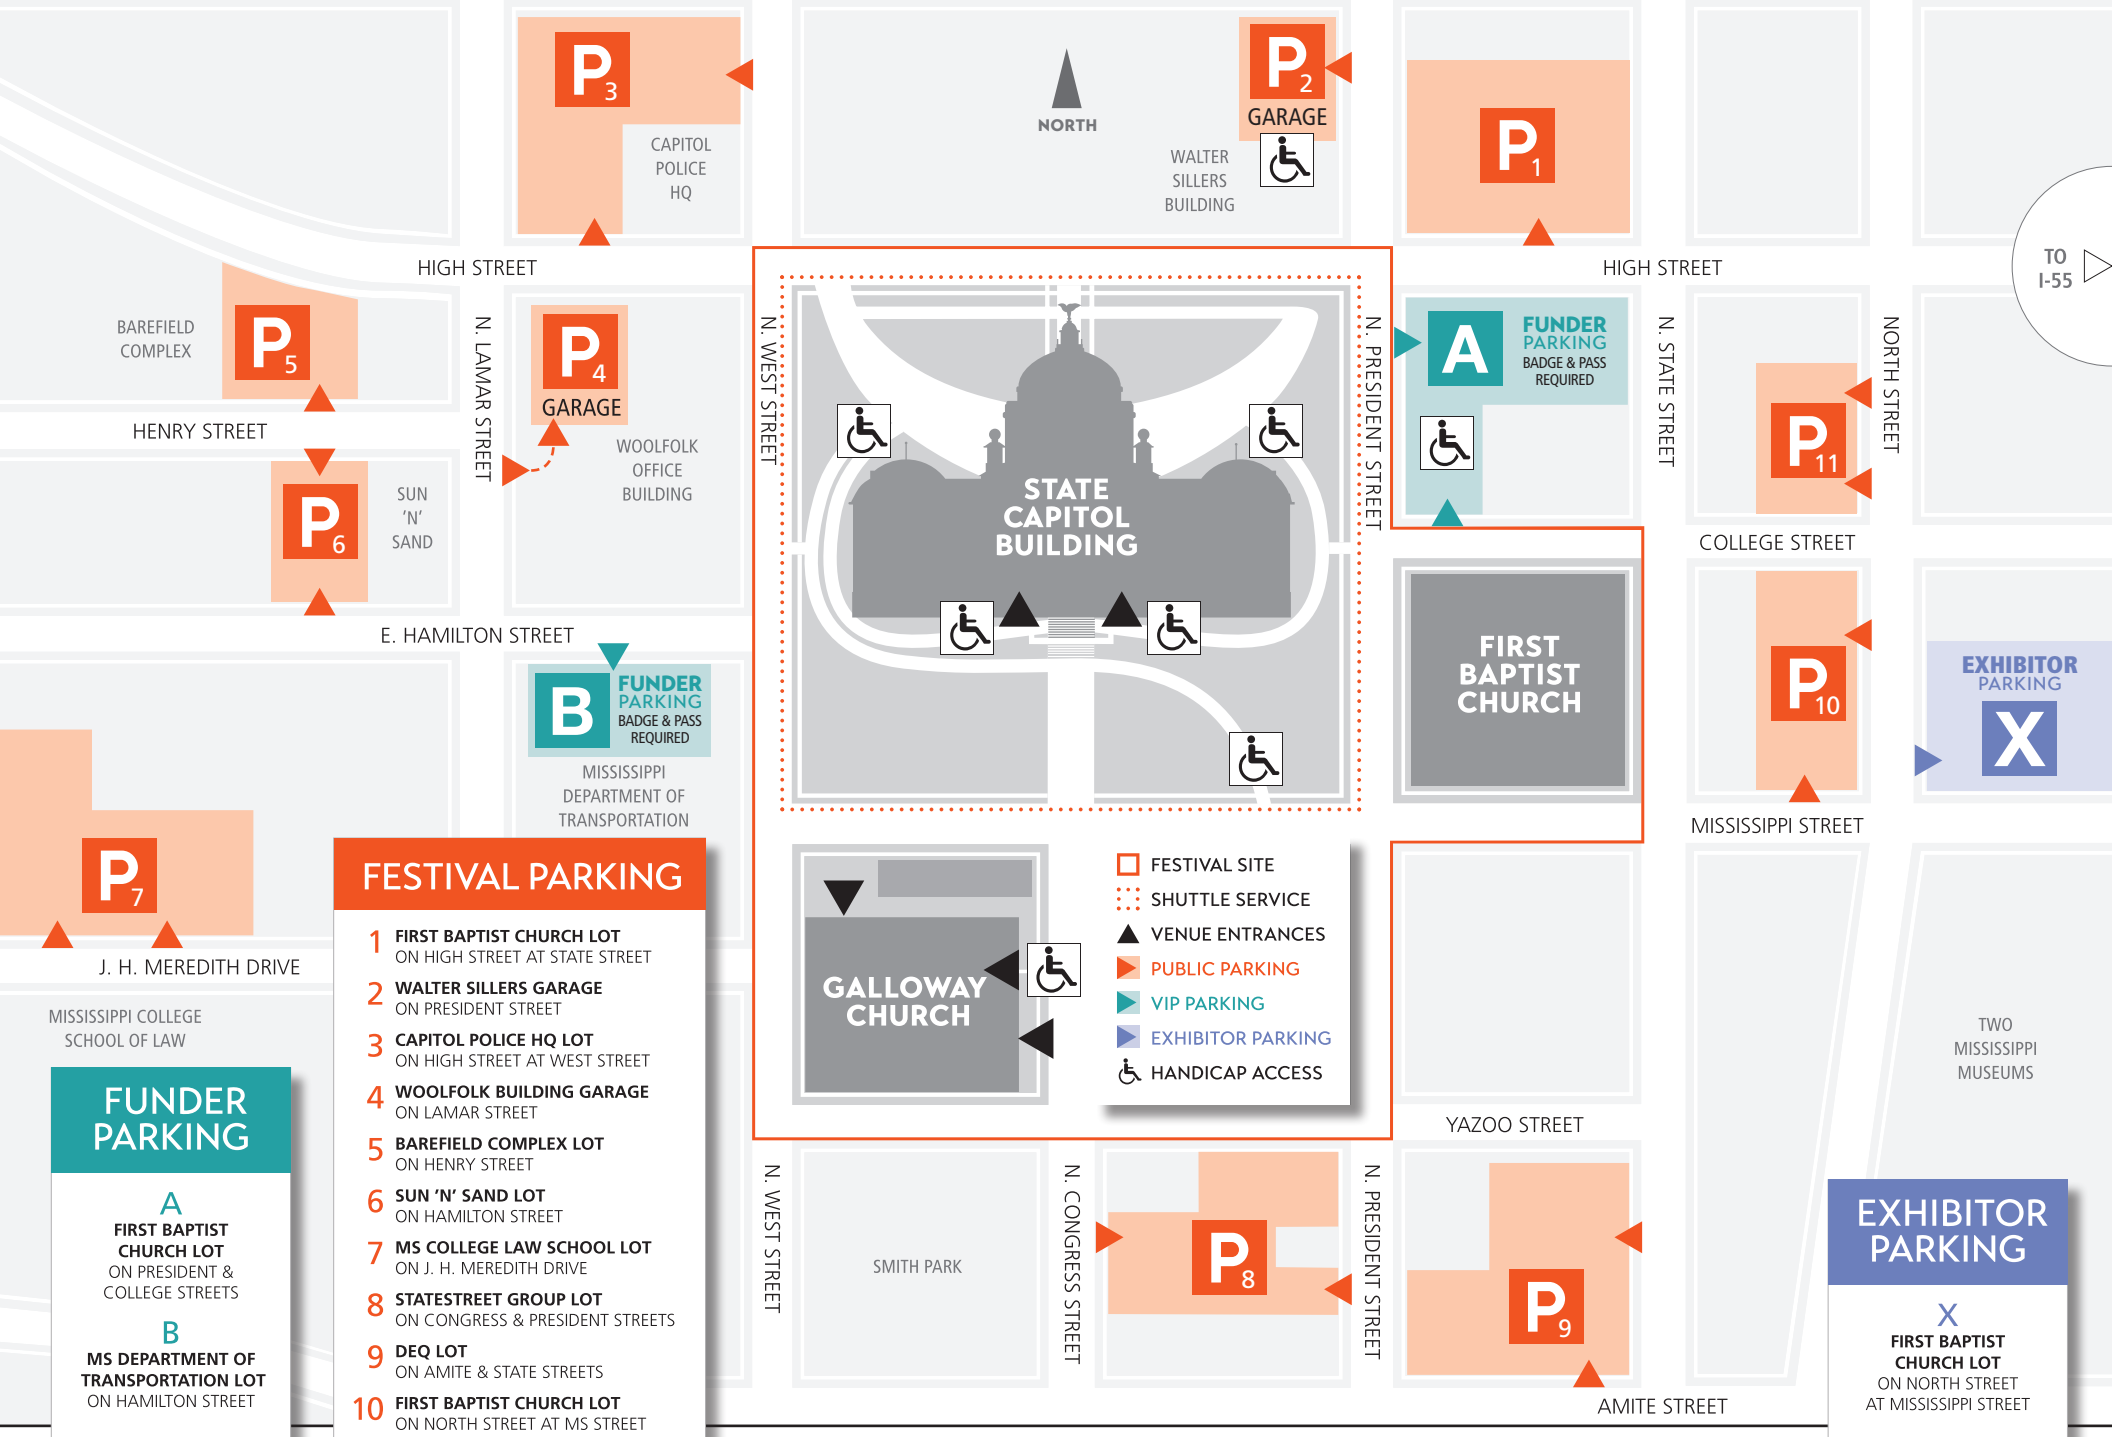 P3
CAPITOL
POLICE
HQ
NORTH
P2
GARAGE
WALTER
SILLERS
BUILDING
P1
HIGH STREET
HIGH STREET
TO
I-55
BAREFIELD
COMPLEX
P5
HENRY STREET
N. LAMAR STREET
P4
GARAGE
WOOLFOLK
OFFICE
BUILDING
N. WEST STREET
N. PRESIDENT STREET
A
FUNDER
PARKING
BADGE & PASS
REQUIRED
N. STATE STREET
P11
NORTH STREET
P6
SUN
'N'
SAND
STATE
CAPITOL
BUILDING
COLLEGE STREET
E. HAMILTON STREET
B
FUNDER
PARKING
BADGE & PASS
REQUIRED
MISSISSIPPI
DEPARTMENT OF
TRANSPORTATION
FIRST
BAPTIST
CHURCH
P10
EXHIBITOR
PARKING
X
MISSISSIPPI STREET
P7
J. H. MEREDITH DRIVE
MISSISSIPPI COLLEGE
SCHOOL OF LAW
GALLOWAY
CHURCH
FESTIVAL SITE
SHUTTLE SERVICE
VENUE ENTRANCES
PUBLIC PARKING
VIP PARKING
EXHIBITOR PARKING
HANDICAP ACCESS
TWO
MISSISSIPPI
MUSEUMS
YAZOO STREET
N. WEST STREET
SMITH PARK
N. CONGRESS STREET
P8
N. PRESIDENT STREET
P9
AMITE STREET
FESTIVAL PARKING
1 FIRST BAPTIST CHURCH LOT
ON HIGH STREET AT STATE STREET
2 WALTER SILLERS GARAGE
ON PRESIDENT STREET
3 CAPITOL POLICE HQ LOT
ON HIGH STREET AT WEST STREET
4 WOOLFOLK BUILDING GARAGE
ON LAMAR STREET
5 BAREFIELD COMPLEX LOT
ON HENRY STREET
6 SUN 'N' SAND LOT
ON HAMILTON STREET
7 MS COLLEGE LAW SCHOOL LOT
ON J. H. MEREDITH DRIVE
8 STATESTREET GROUP LOT
ON CONGRESS & PRESIDENT STREETS
9 DEQ LOT
ON AMITE & STATE STREETS
10 FIRST BAPTIST CHURCH LOT
ON NORTH STREET AT MS STREET
FUNDER
PARKING
A
FIRST BAPTIST
CHURCH LOT
ON PRESIDENT &
COLLEGE STREETS
B
MS DEPARTMENT OF
TRANSPORTATION LOT
ON HAMILTON STREET
EXHIBITOR
PARKING
X
FIRST BAPTIST
CHURCH LOT
ON NORTH STREET
AT MISSISSIPPI STREET